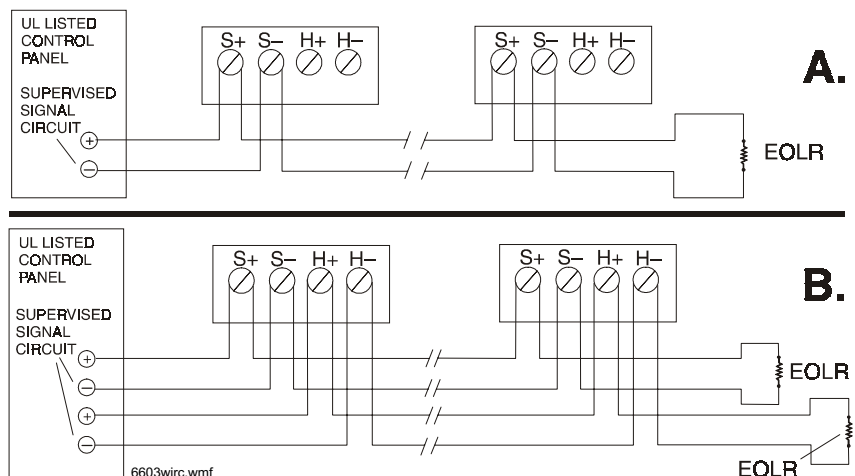 UL LISTED
CONTROL
PANEL
SUPERVISED
SIGNAL
CIRCUIT
+
–
S+ S– H+ H–
S+ S– H+ H–
A.
EOLR
UL LISTED
CONTROL
PANEL
SUPERVISED
SIGNAL
CIRCUIT
+
–
+
–
S+ S– H+ H–
S+ S– H+ H–
B.
EOLR
EOLR
6603wirc.wmf